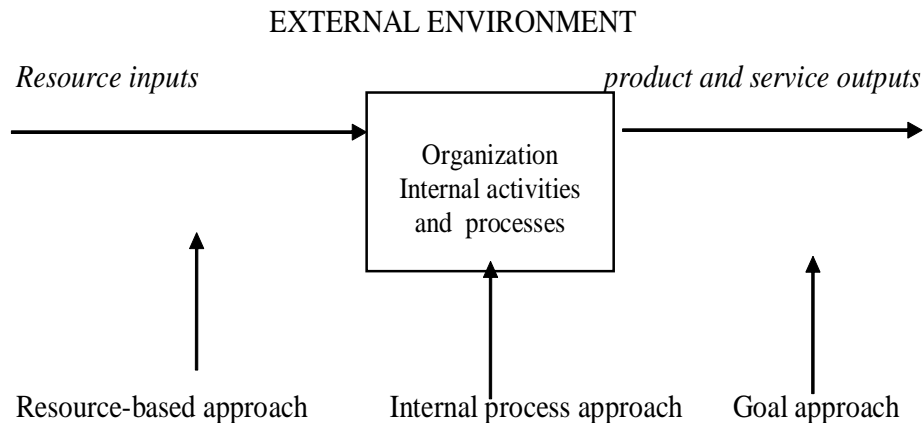 EXTERNAL ENVIRONMENT
Resource inputs
product and service outputs
Organization
Internal activities
and processes
Resource-based approach
Internal process approach
Goal approach